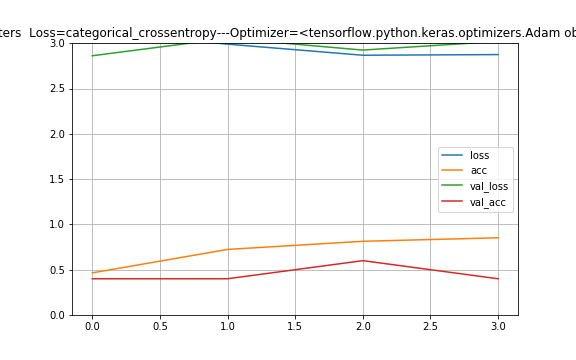 ters  Loss=categorical_crossentropy---Optimizer=<tensorflow.python.keras.optimizers.Adam ob
3.0
2.5
2.0
1.5
1.0
0.5
0.0
loss
acc
val_loss
val_acc
0.0 0.5 1.0 1.5 2.0 2.5 3.0